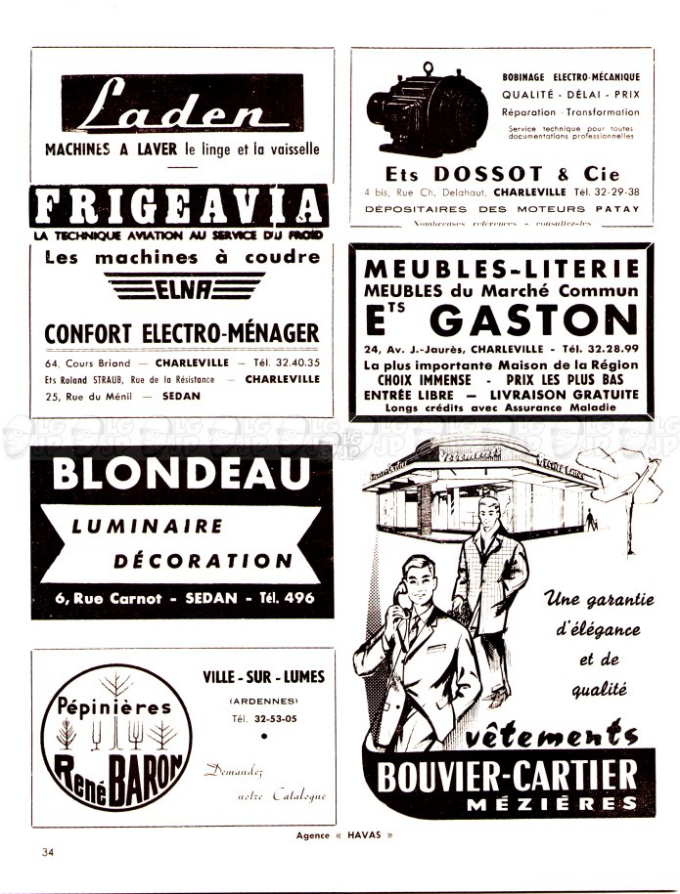 Laden
MACHINES A LAVER le linge et la vaisselle
FRIGEAVIA
LA TECHNIQUE AVIATION AU SERVICE DU FROID
Les machines à coudre
ELNA
CONFORT ELECTRO-MÉNAGER
64, Cours Briand — CHARLEVILLE — Tél. 32.40.35
Ets Roland STRAUB, Rue de la Résistance — CHARLEVILLE
25, Rue du Ménil — SEDAN
BOBINAGE ELECTRO-MÉCANIQUE
QUALITÉ - DÉLAI - PRIX
Réparation - Transformation
Service technique pour toutes
documentations professionnelles
Ets DOSSOT & Cie
4 bis, Rue Ch. Delahaut, CHARLEVILLE Tél. 32-29-38
DÉPOSITAIRES DES MOTEURS PATAY
Nombreuses références - consultez-les
MEUBLES-LITERIE
MEUBLES du Marché Commun
ETS GASTON
24, Av. J.-Jaurès, CHARLEVILLE - Tél. 32.28.99
La plus importante Maison de la Région
CHOIX IMMENSE - PRIX LES PLUS BAS
ENTRÉE LIBRE — LIVRAISON GRATUITE
Longs crédits avec Assurance Maladie
BLONDEAU
LUMINAIRE
DÉCORATION
6, Rue Carnot - SEDAN - Tél. 496
Pépinières
René BARON
VILLE-SUR-LUMES
(ARDENNES)
Tél. 32-53-05
Demandez
notre Catalogue
Une garantie
d'élégance
et de
qualité
vêtements
BOUVIER-CARTIER
MÉZIÈRES
Agence « HAVAS »
34